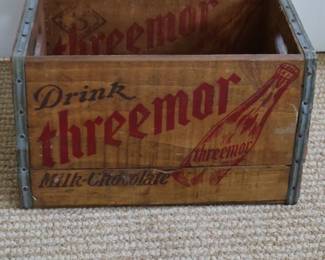 threemor
Drink
threemor
threemor
Milk-Chocolate